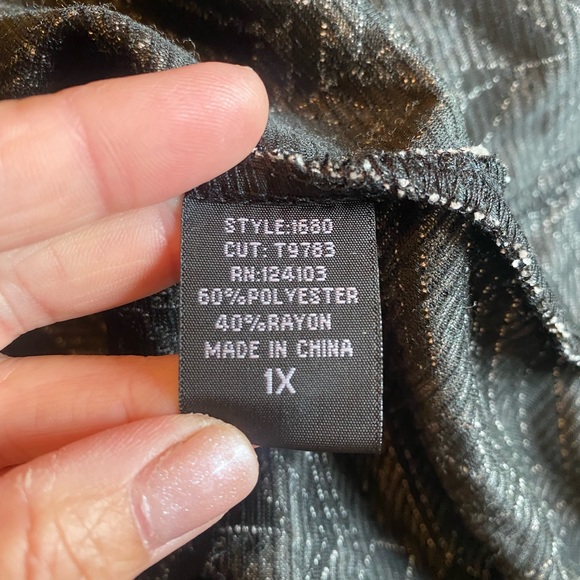 STYLE:1680
CUT: T9783
RN:124103
60%POLYESTER
40%RAYON
MADE IN CHINA
1X